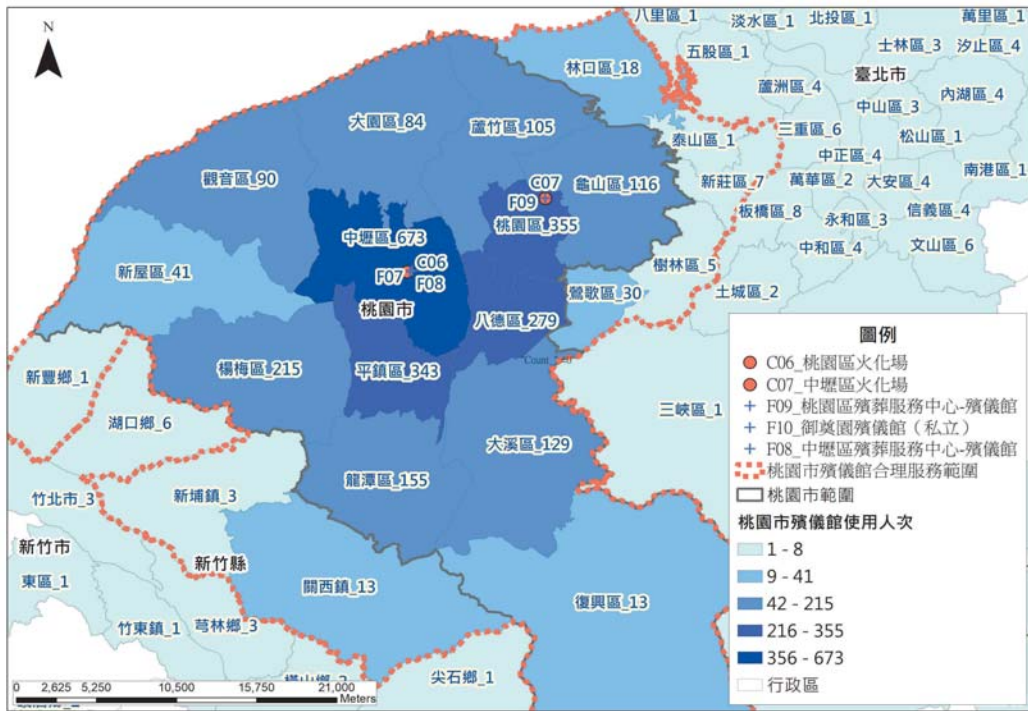 N
八里區_1
淡水區_1
北投區_1
萬里區_1
五股區_1
士林區_3
汐止區_4
林口區_18
臺北市
蘆洲區_4
內湖區_4
中山區_3
大園區_84
蘆竹區_105
泰山區_1
三重區_6
松山區_1
中正區_4
南港區_1
觀音區_90
C07
F09
龜山區_116
新莊區_7
萬華區_2
大安區_4
桃園區_355
板橋區_8
永和區_3
信義區_4
中壢區_673
中和區_4
文山區_6
C06
F07
F08
樹林區_5
新屋區_41
鶯歌區_30
土城區_2
桃園市
八德區_279
楊梅區_215
平鎮區_343
新豐鄉_1
湖口鄉_6
三峽區_1
大溪區_129
龍潭區_155
竹北市_3
新埔鎮_3
新竹市
新竹縣
東區_1
關西鎮_13
復興區_13
竹東鎮_1
芎林鄉_3
尖石鄉_1
圖例
C06_桃園區火化場
C07_中壢區火化場
F09_桃園區殯葬服務中心-殯儀館
F10_御奠園殯儀館（私立）
F08_中壢區殯葬服務中心-殯儀館
桃園市殯儀館合理服務範圍
桃園市範圍
桃園市殯儀館使用人次
1 - 8
9 - 41
42 - 215
216 - 355
356 - 673
行政區
0 2,625 5,250 10,500 15,750 21,000
Meters